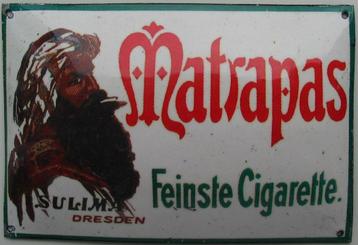 Matrapas
SULIMA
DRESDEN
Feinste Cigarette.